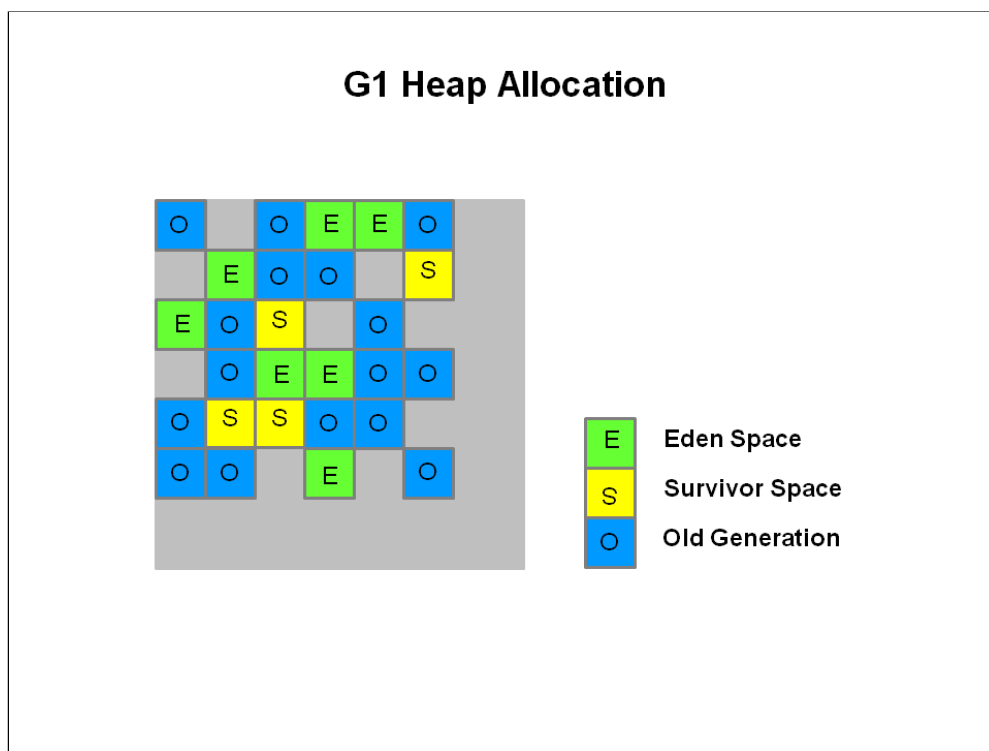 G1 Heap Allocation
O O E E O
E O O S
E O S O
O E E O O
O S S O O
O O E O
E Eden Space
S Survivor Space
O Old Generation